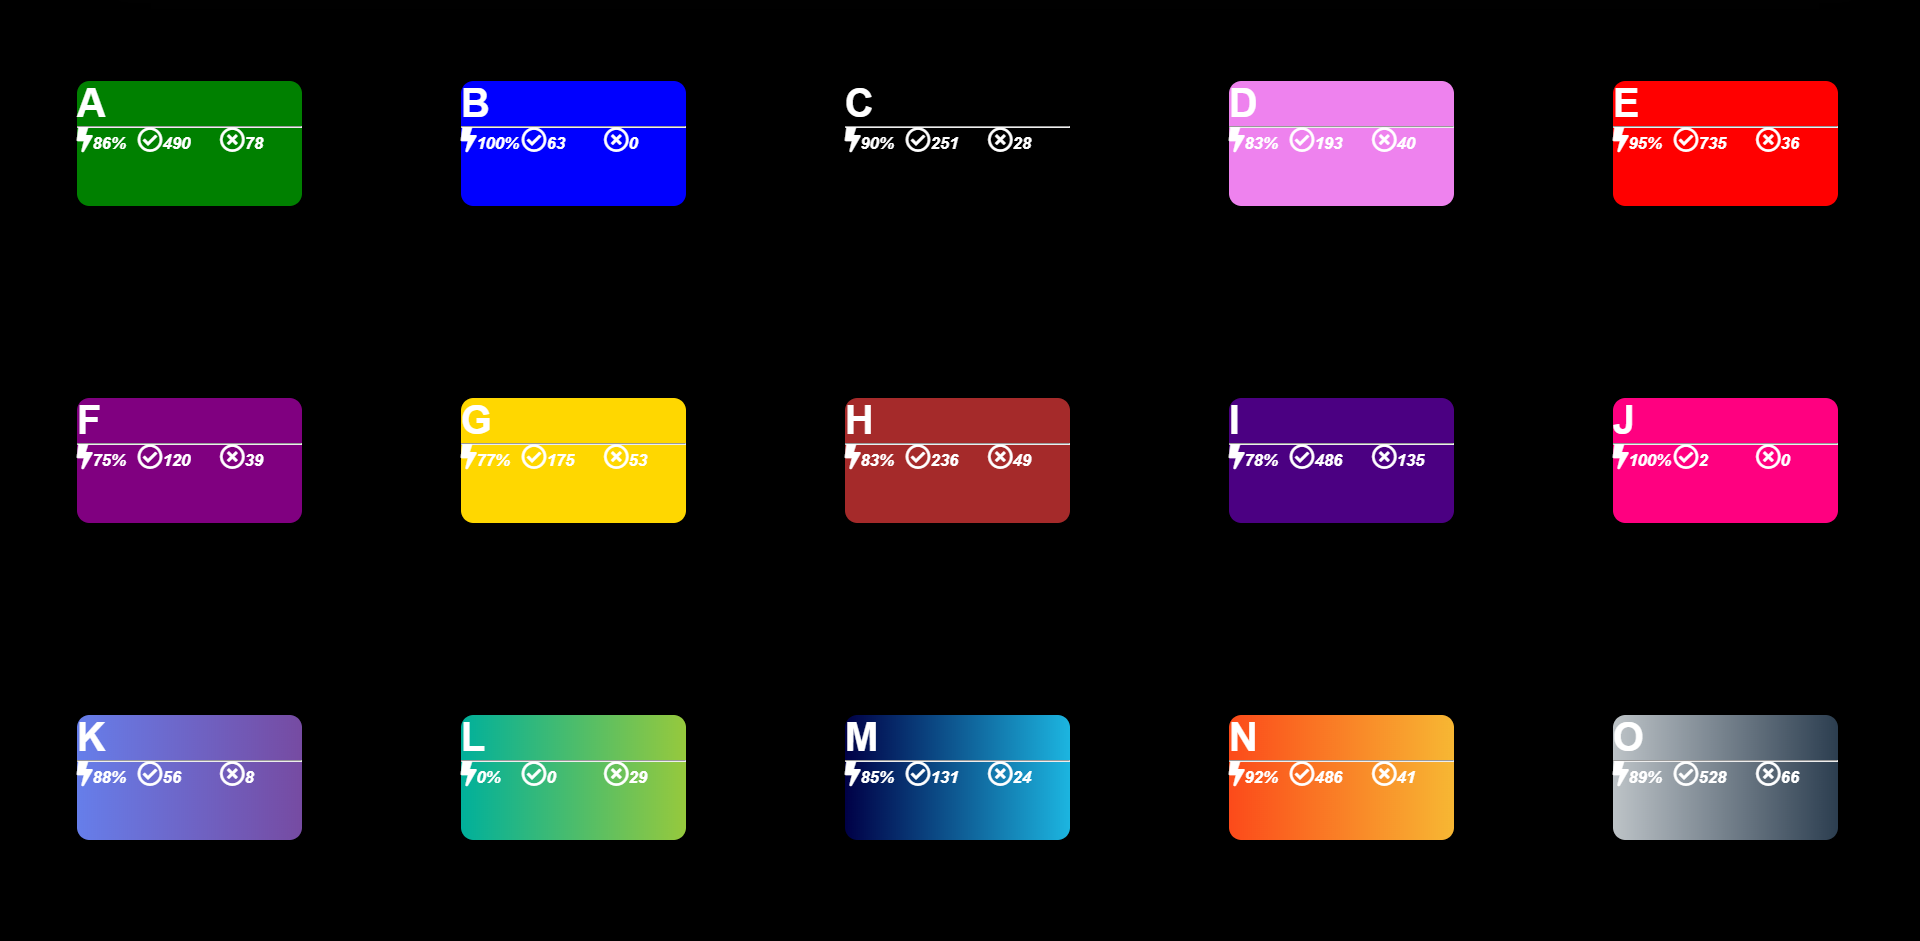 A
86% 490 78
B
100% 63 0
C
90% 251 28
D
83% 193 40
E
95% 735 36
F
75% 120 39
G
77% 175 53
H
83% 236 49
I
78% 486 135
J
100% 2 0
K
88% 56 8
L
0% 0 29
M
85% 131 24
N
92% 486 41
O
89% 528 66